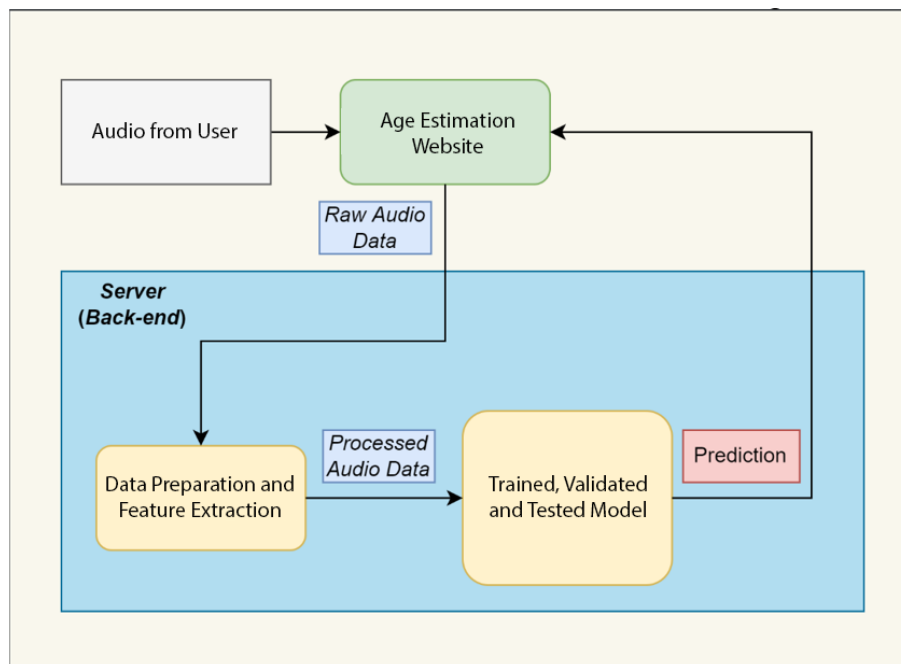 Audio from User
Age Estimation
Website
Raw Audio
Data
Server
(Back-end)
Data Preparation and
Feature Extraction
Processed
Audio Data
Trained, Validated
and Tested Model
Prediction